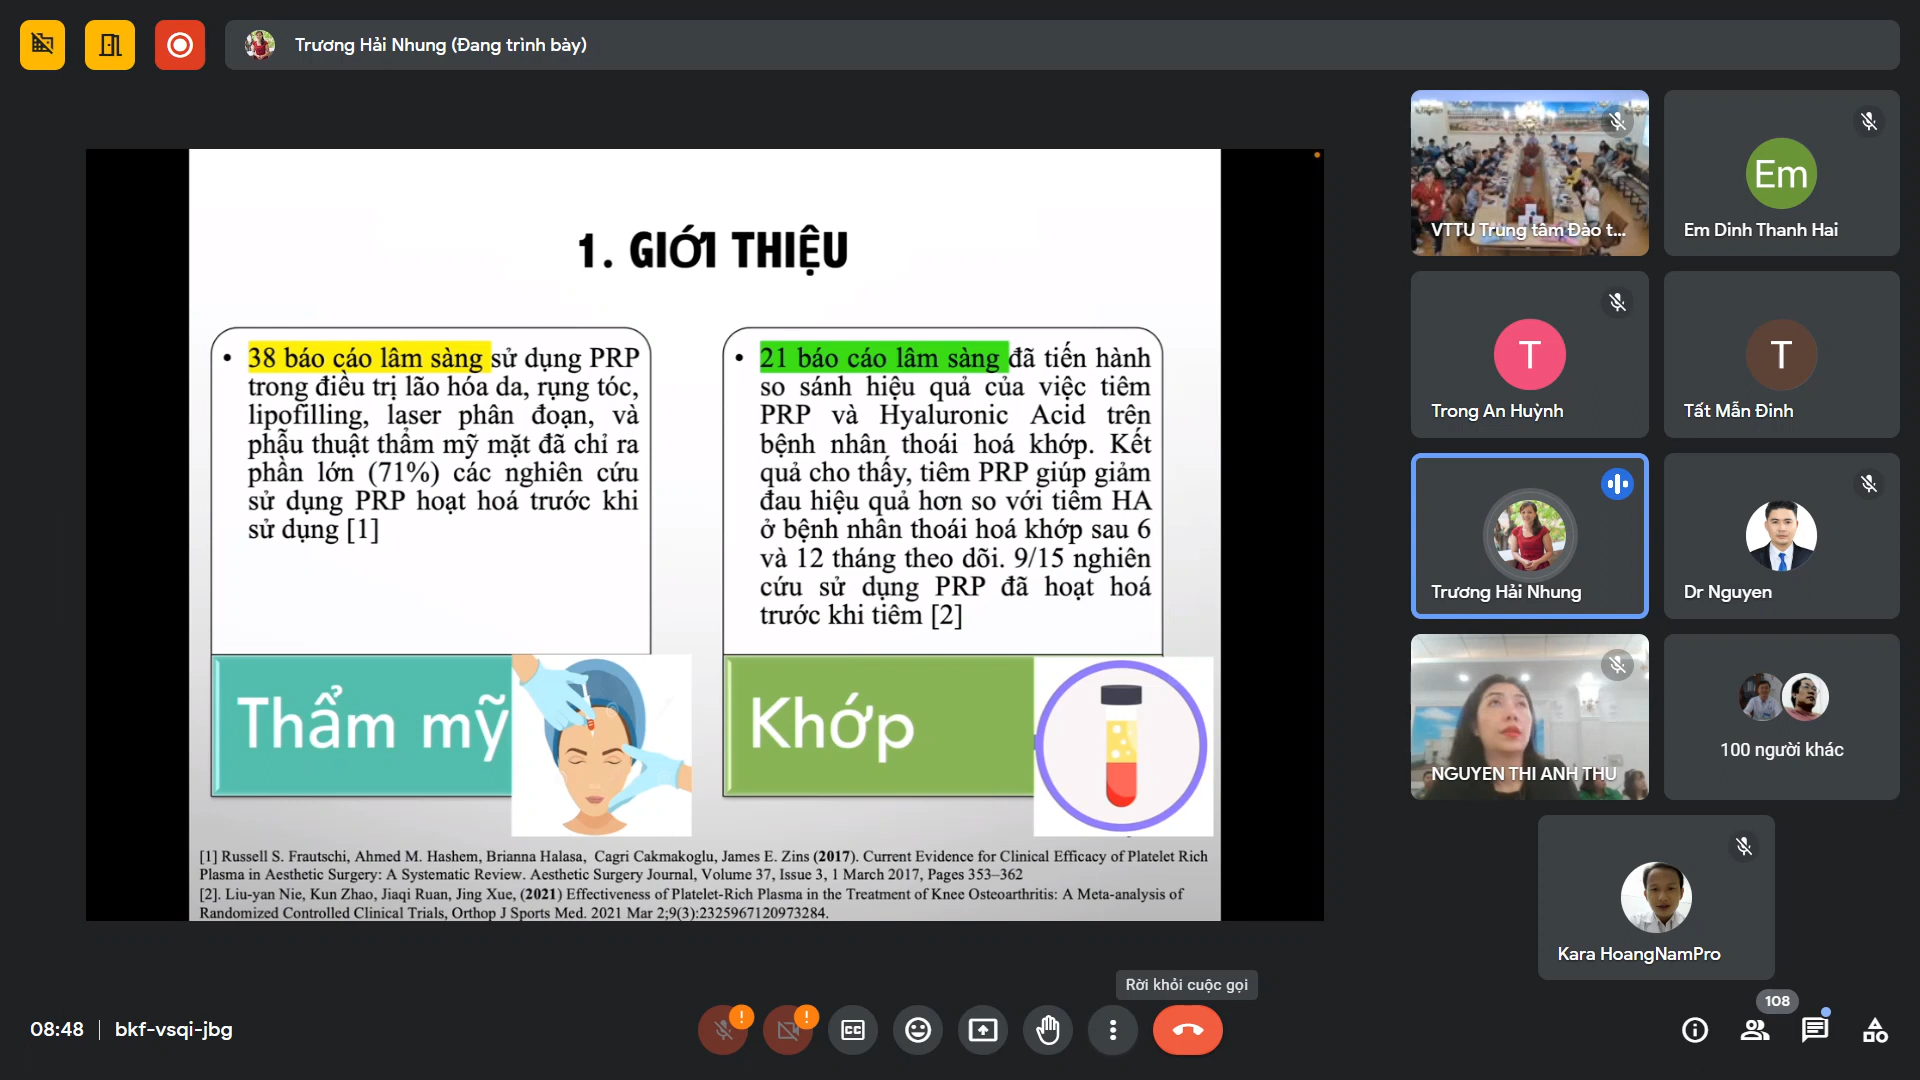 Trương Hải Nhung (Đang trình bày)
1. GIỚI THIỆU
• 38 báo cáo lâm sàng sử dụng PRP
trong điều trị lão hóa da, rụng tóc,
lipofilling, laser phân đoạn, và
phẫu thuật thẩm mỹ mặt đã chỉ ra
phần lớn (71%) các nghiên cứu
sử dụng PRP hoạt hoá trước khi
sử dụng [1]
Thẩm mỹ
• 21 báo cáo lâm sàng đã tiến hành
so sánh hiệu quả của việc tiêm
PRP và Hyaluronic Acid trên
bệnh nhân thoái hoá khớp. Kết
quả cho thấy, tiêm PRP giúp giảm
đau hiệu quả hơn so với tiêm HA
ở bệnh nhân thoái hoá khớp sau 6
và 12 tháng theo dõi. 9/15 nghiên
cứu sử dụng PRP đã hoạt hoá
trước khi tiêm [2]
Khớp
[1] Russell S. Frautschi, Ahmed M. Hashem, Brianna Halasa, Cagri Cakmakoglu, James E. Zins (2017). Current Evidence for Clinical Efficacy of Platelet Rich
Plasma in Aesthetic Surgery: A Systematic Review. Aesthetic Surgery Journal, Volume 37, Issue 3, 1 March 2017, Pages 353–362
[2]. Liu-yan Nie, Kun Zhao, Jiaqi Ruan, Jing Xue, (2021) Effectiveness of Platelet-Rich Plasma in the Treatment of Knee Osteoarthritis: A Meta-analysis of
Randomized Controlled Clinical Trials, Orthop J Sports Med. 2021 Mar 2;9(3):2325967120973284.
VTTU Trung tâm Đào t...
Em
Em Dinh Thanh Hai
T
Trong An Huỳnh
T
Tất Mẫn Đinh
Trương Hải Nhung
Dr Nguyen
NGUYEN THI ANH THU
100 người khác
Kara HoangNamPro
Rời khỏi cuộc gọi
08:48 | bkf-vsqi-jbg
108